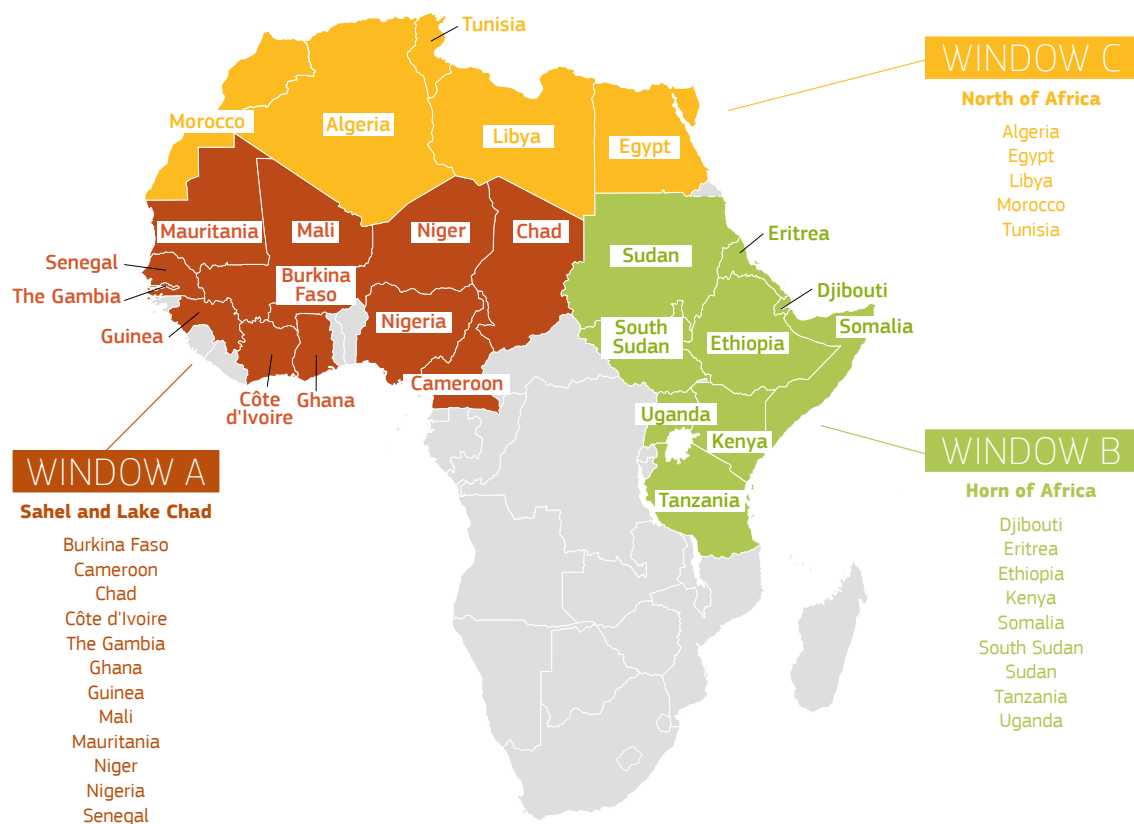 Tunisia
Morocco
Algeria
Libya
Egypt
Mauritania
Mali
Niger
Chad
Senegal
The Gambia
Guinea
Burkina
Faso
Nigeria
Côte
d'Ivoire
Ghana
Cameroon
Sudan
Eritrea
Djibouti
Somalia
South
Sudan
Ethiopia
Uganda
Kenya
Tanzania
WINDOW C
North of Africa
Algeria
Egypt
Libya
Morocco
Tunisia
WINDOW A
Sahel and Lake Chad
Burkina Faso
Cameroon
Chad
Côte d'Ivoire
The Gambia
Ghana
Guinea
Mali
Mauritania
Niger
Nigeria
Senegal
WINDOW B
Horn of Africa
Djibouti
Eritrea
Ethiopia
Kenya
Somalia
South Sudan
Sudan
Tanzania
Uganda